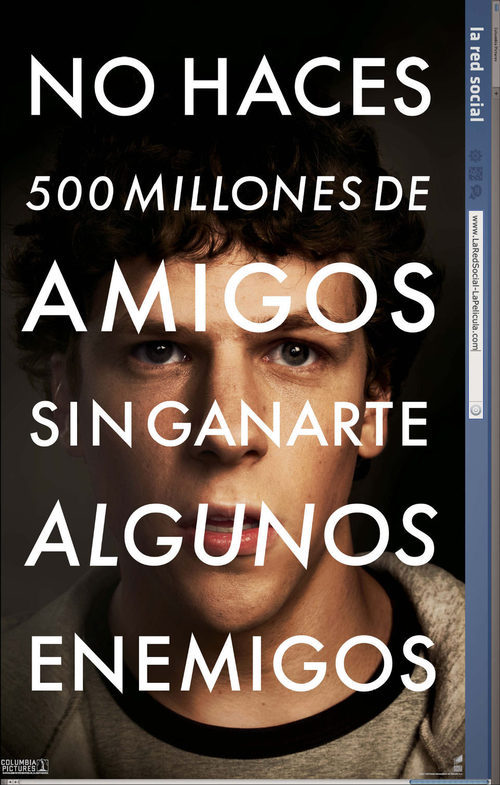 NO HACES
500 MILLONES DE
AMIGOS
SIN GANARTE
ALGUNOS
ENEMIGOS
la red social
www.LaRedSocial-LaPelicula.com
COLUMBIA
PICTURES